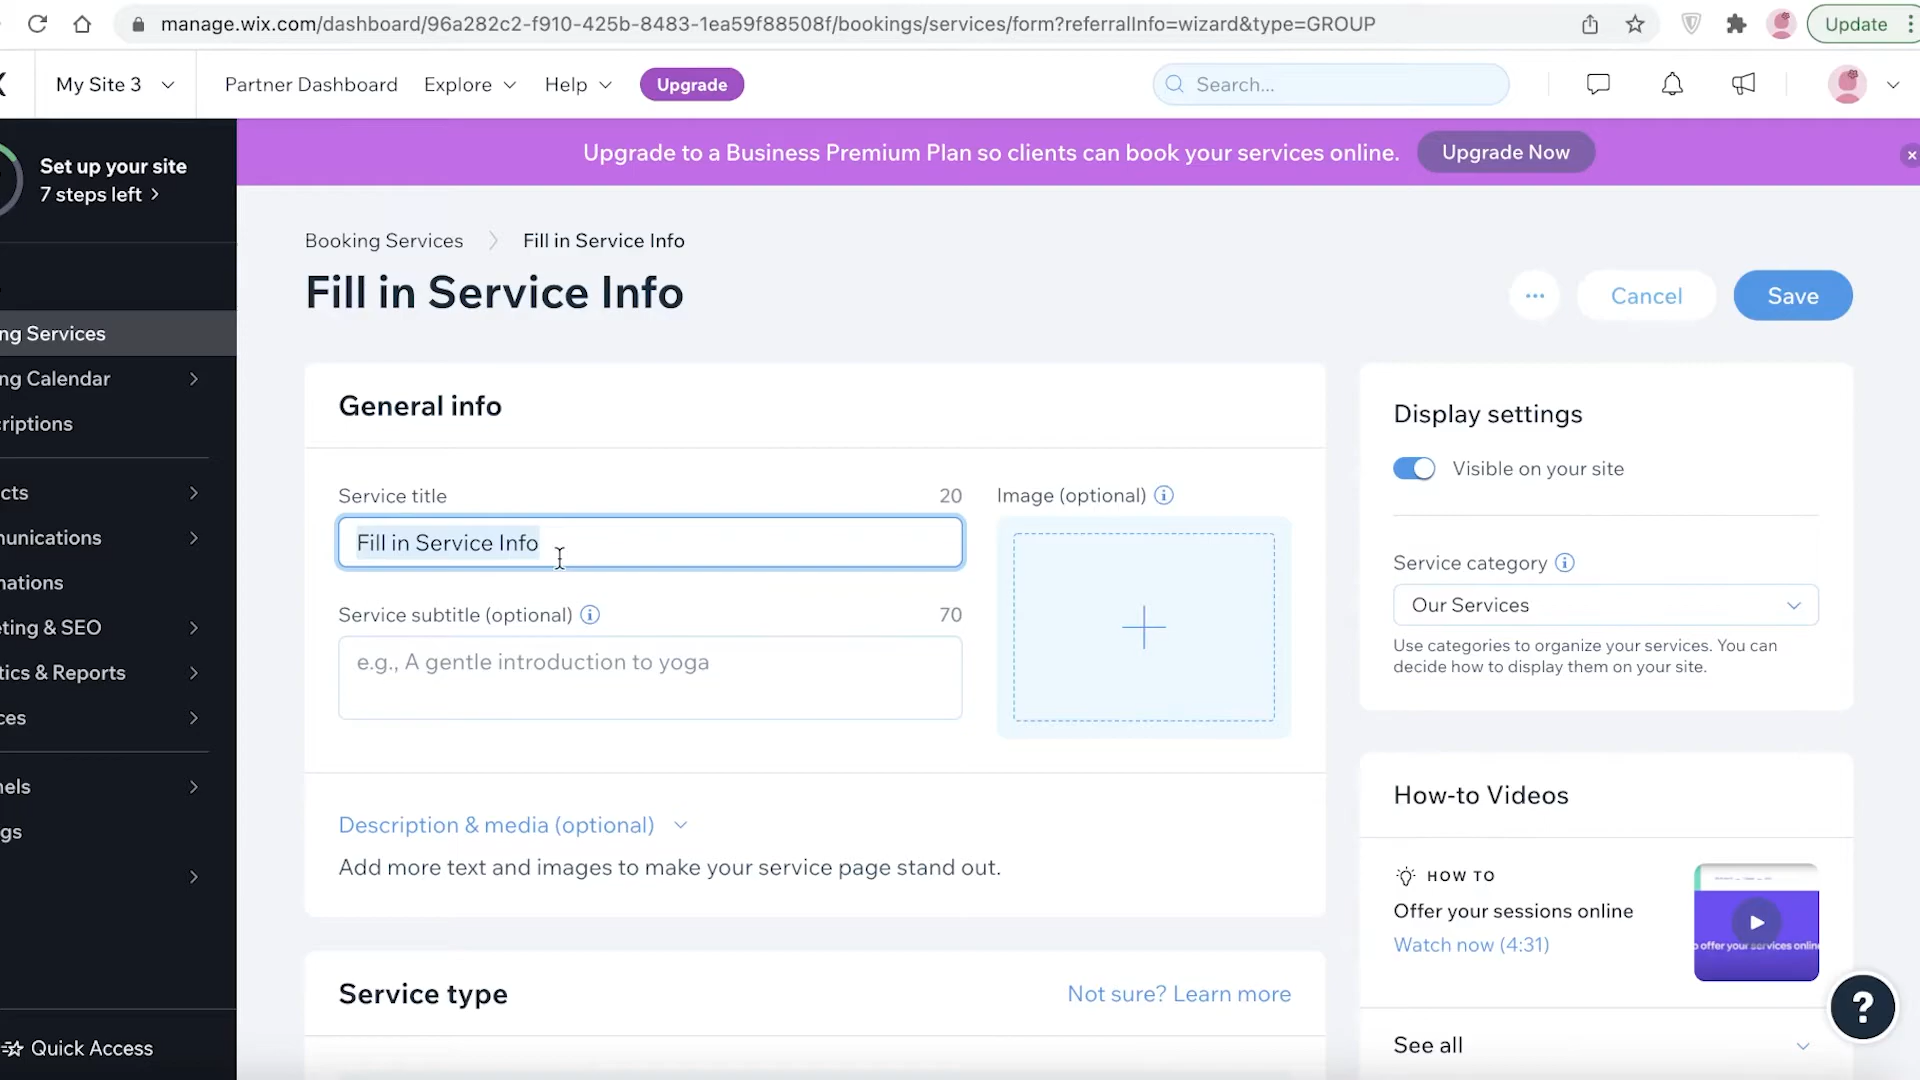 manage.wix.com/dashboard/96a282c2-f910-425b-8483-1ea59f88508f/bookings/services/form?referralInfo=wizard&type=GROUP
Update
My Site 3
Partner Dashboard
Explore
Help
Upgrade
Search...
Set up your site
7 steps left
Upgrade to a Business Premium Plan so clients can book your services online.
Upgrade Now
Booking Services
Fill in Service Info
Fill in Service Info
Cancel
Save
ng Services
ng Calendar
riptions
cts
unications
nations
ting & SEO
tics & Reports
ces
nels
gs
Quick Access
General info
Service title
20
Fill in Service Info
Service subtitle (optional)
70
e.g., A gentle introduction to yoga
Image (optional)
Description & media (optional)
Add more text and images to make your service page stand out.
Service type
Not sure? Learn more
Display settings
Visible on your site
Service category
Our Services
Use categories to organize your services. You can
decide how to display them on your site.
How-to Videos
HOW TO
Offer your sessions online
Watch now (4:31)
o offer your services onlin
See all
?